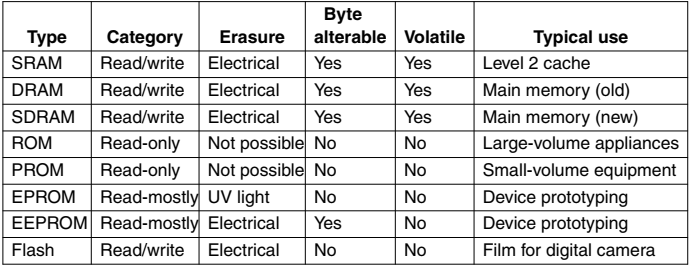 Type Category Erasure Byte alterable Volatile Typical use
SRAM Read/write Electrical Yes Yes Level 2 cache
DRAM Read/write Electrical Yes Yes Main memory (old)
SDRAM Read/write Electrical Yes Yes Main memory (new)
ROM Read-only Not possible No No Large-volume appliances
PROM Read-only Not possible No No Small-volume equipment
EPROM Read-mostly UV light No No Device prototyping
EEPROM Read-mostly Electrical Yes No Device prototyping
Flash Read/write Electrical No No Film for digital camera